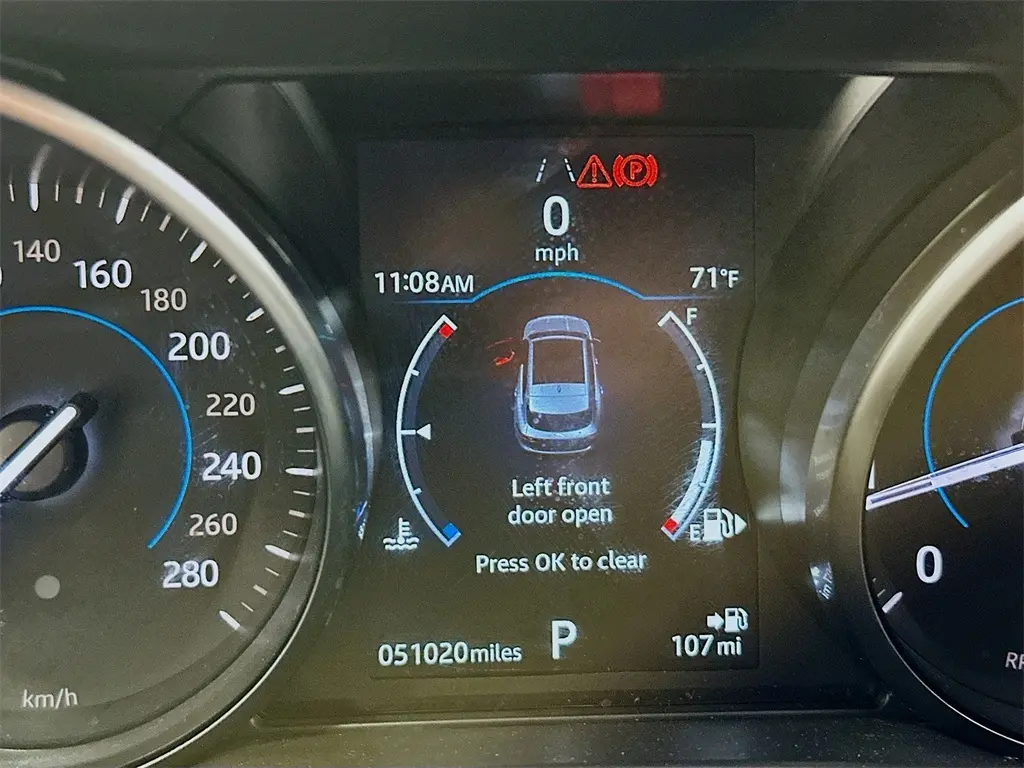 P
0
mph
11:08AM
71°F
140
160
180
200
220
240
260
280
km/h
F
E
Left front
door open
Press OK to clear
051020miles
P
107 mi
0